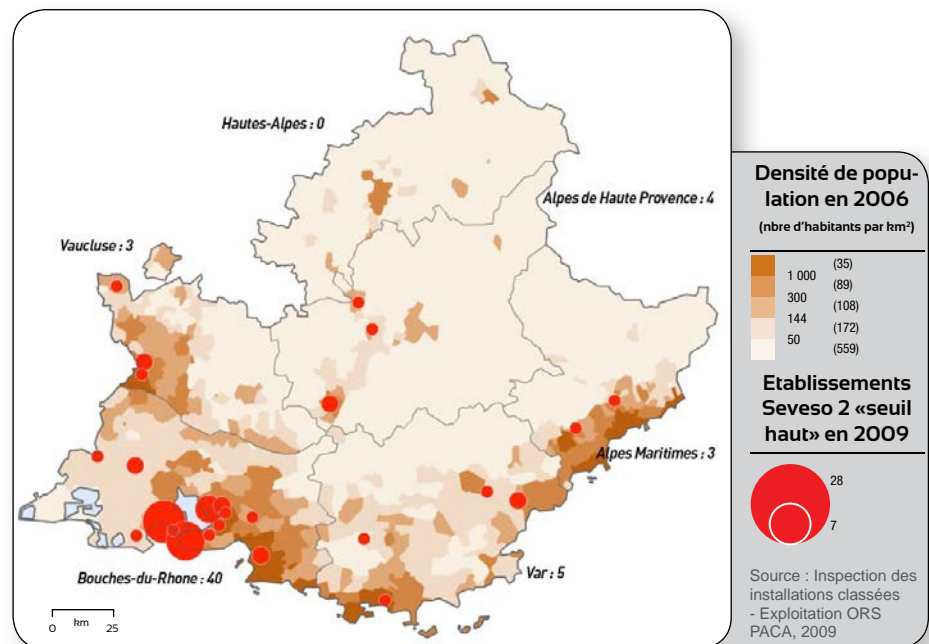 Hautes-Alpes : 0
Alpes de Haute Provence : 4
Vaucluse : 3
Alpes Maritimes : 3
Bouches-du-Rhone : 40
Var : 5
km
0 25
Densité de popu-
lation en 2006
(nbre d'habitants par km²)
(35)
1 000
(89)
300
(108)
144
(172)
50
(559)
Etablissements
Seveso 2 «seuil
haut» en 2009
28
7
Source : Inspection des
installations classées
- Exploitation ORS
PACA, 2009